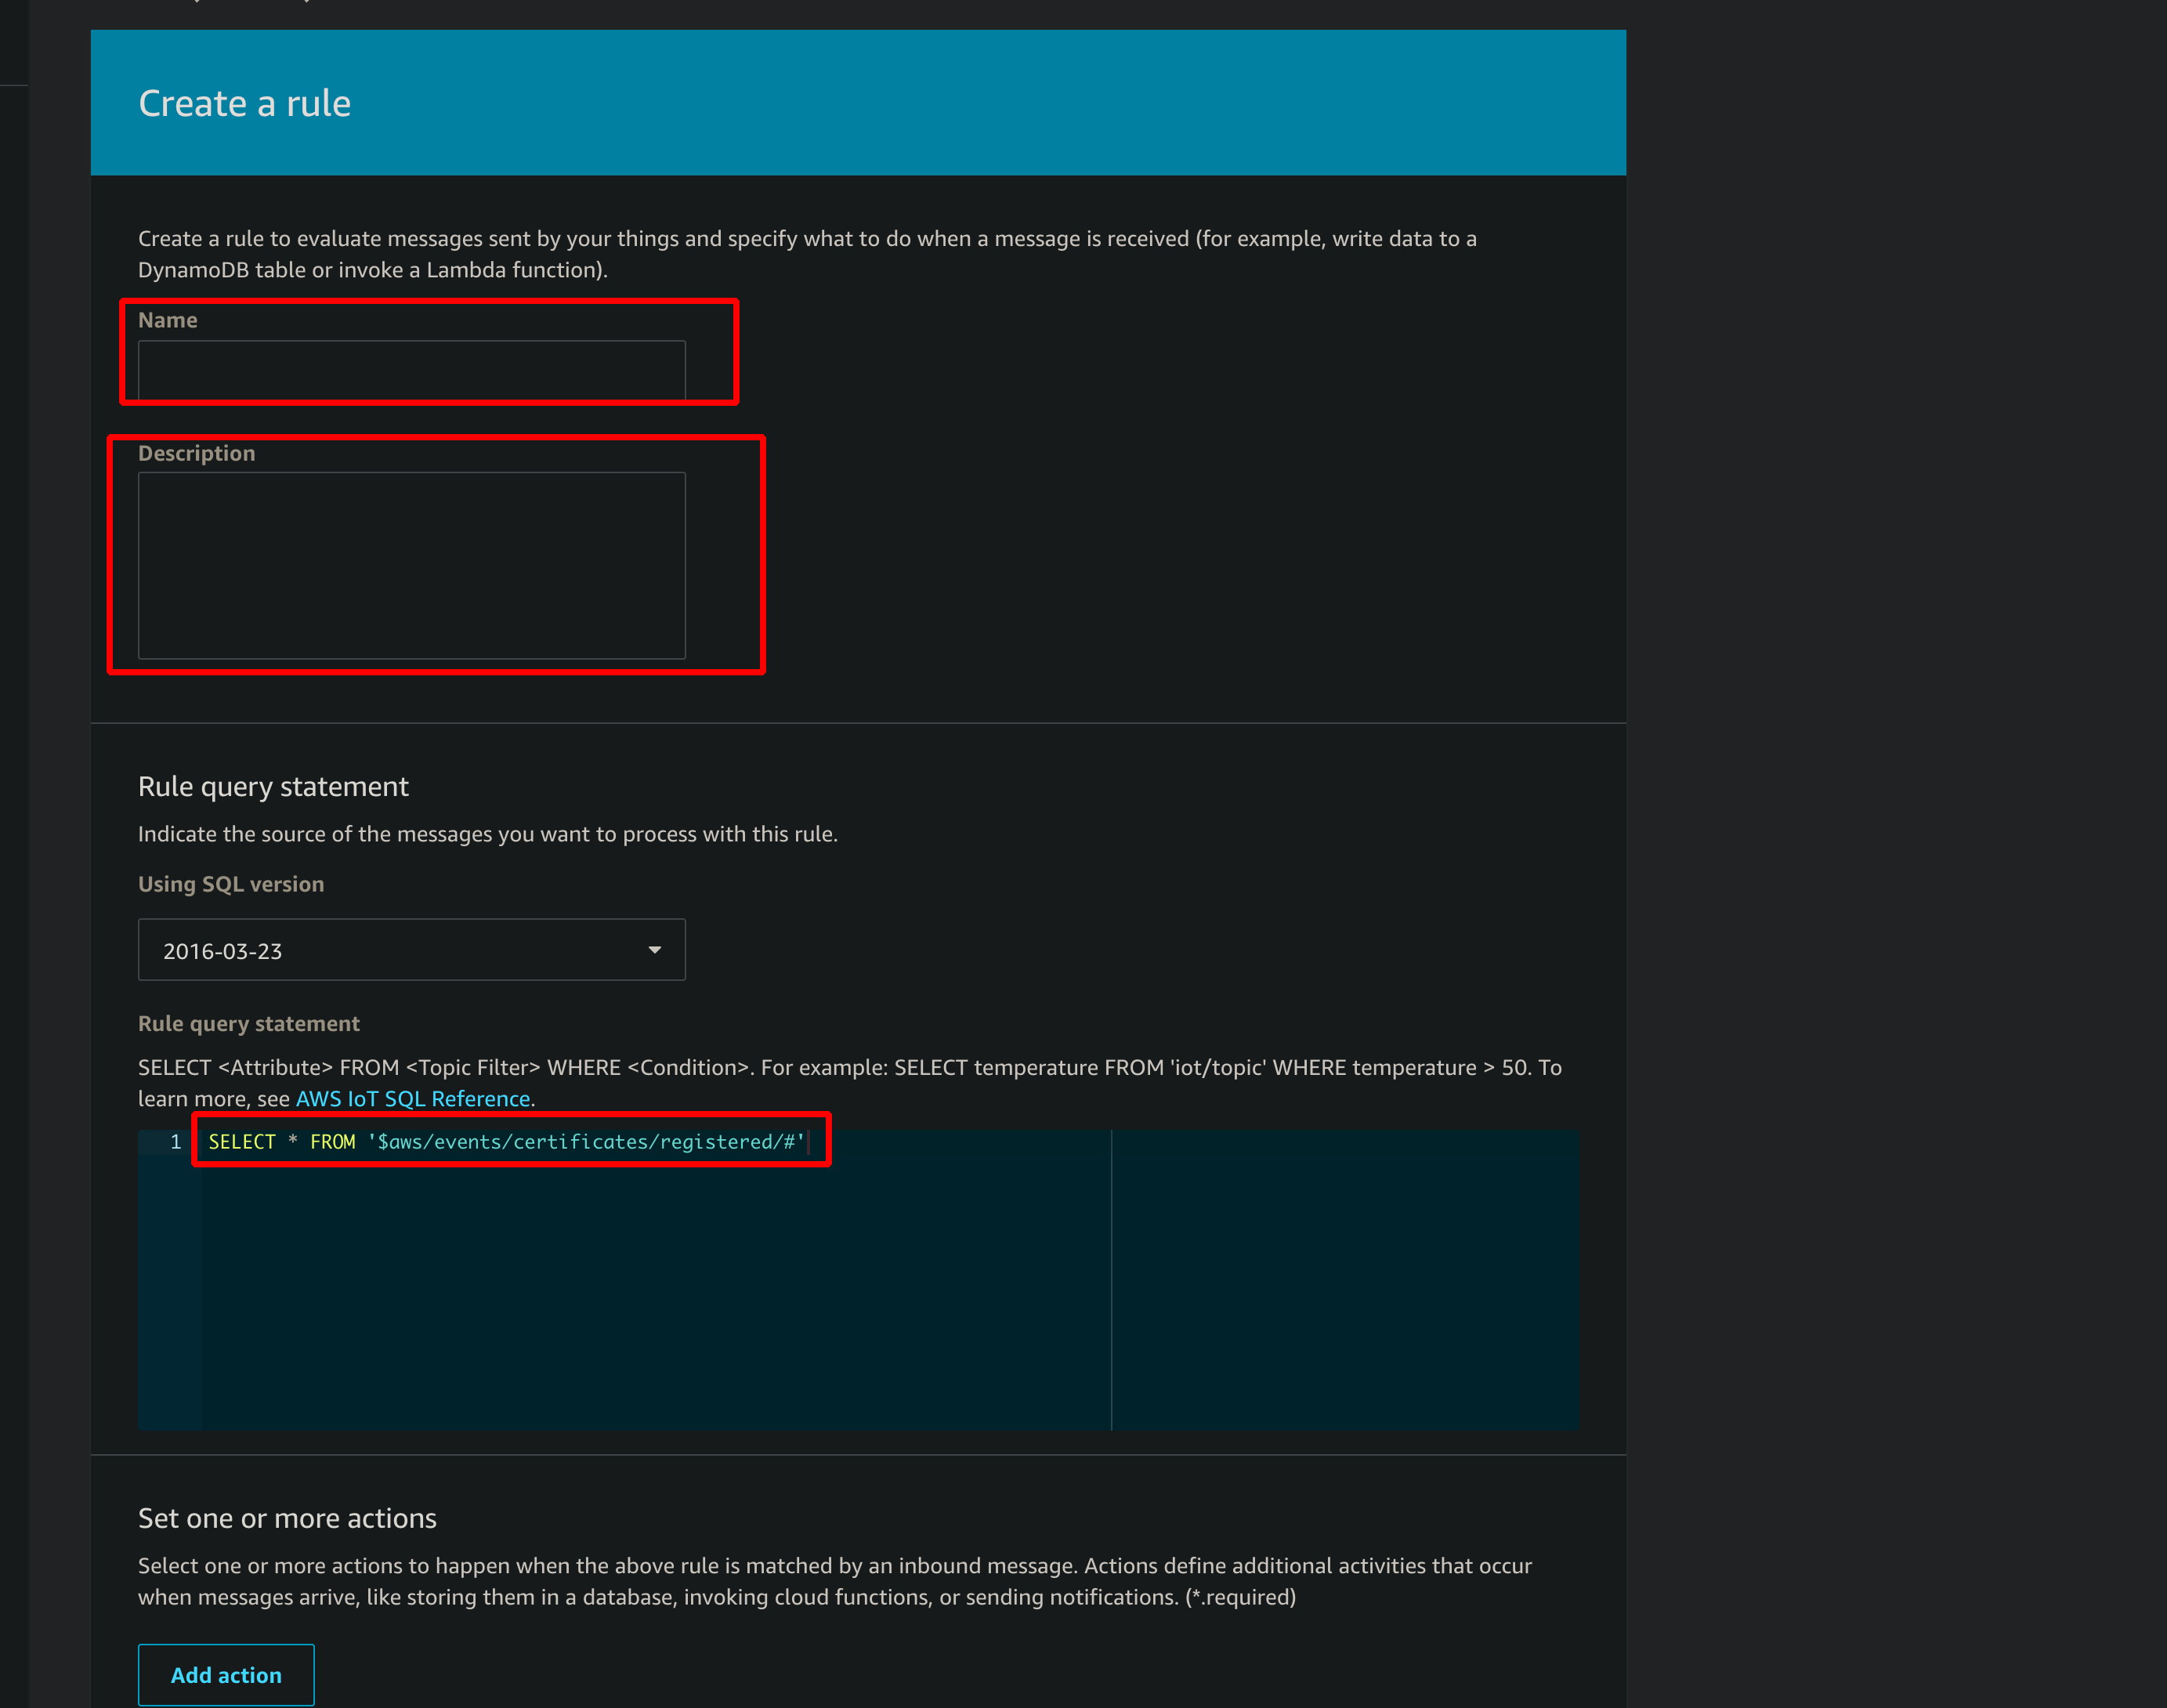 Create a rule
Create a rule to evaluate messages sent by your things and specify what to do when a message is received (for example, write data to a
DynamoDB table or invoke a Lambda function).
Name
Description
Rule query statement
Indicate the source of the messages you want to process with this rule.
Using SQL version
2016-03-23
Rule query statement
SELECT <Attribute> FROM <Topic Filter> WHERE <Condition>. For example: SELECT temperature FROM 'iot/topic' WHERE temperature > 50. To
learn more, see AWS IoT SQL Reference.
1 SELECT * FROM '$aws/events/certificates/registered/#'
Set one or more actions
Select one or more actions to happen when the above rule is matched by an inbound message. Actions define additional activities that occur
when messages arrive, like storing them in a database, invoking cloud functions, or sending notifications. (*.required)
Add action